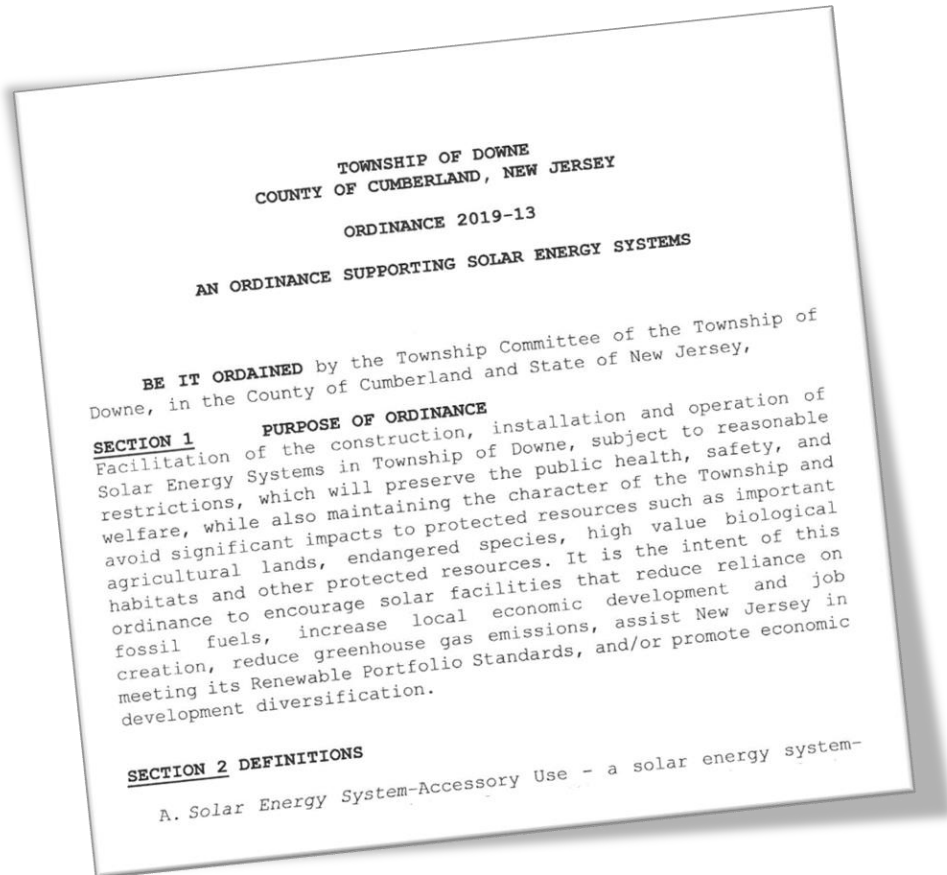 TOWNSHIP OF DOWNE
COUNTY OF CUMBERLAND, NEW JERSEY
ORDINANCE 2019-13
AN ORDINANCE SUPPORTING SOLAR ENERGY SYSTEMS
BE IT ORDAINED by the Township Committee of the Township of
Downe, in the County of Cumberland and State of New Jersey,
SECTION 1 PURPOSE OF ORDINANCE
Facilitation of the construction, installation and operation of
Solar Energy Systems in Township of Downe, subject to reasonable
restrictions, which will preserve the public health, safety, and
welfare, while also maintaining the character of the Township and
avoid significant impacts to protected resources such as important
agricultural lands, endangered species, high value biological
habitats and other protected resources. It is the intent of this
ordinance to encourage solar facilities that reduce reliance on
fossil fuels, increase local economic development and job
creation, reduce greenhouse gas emissions, assist New Jersey in
meeting its Renewable Portfolio Standards, and/or promote economic
development diversification.
SECTION 2 DEFINITIONS
A. Solar Energy System-Accessory Use - a solar energy system-